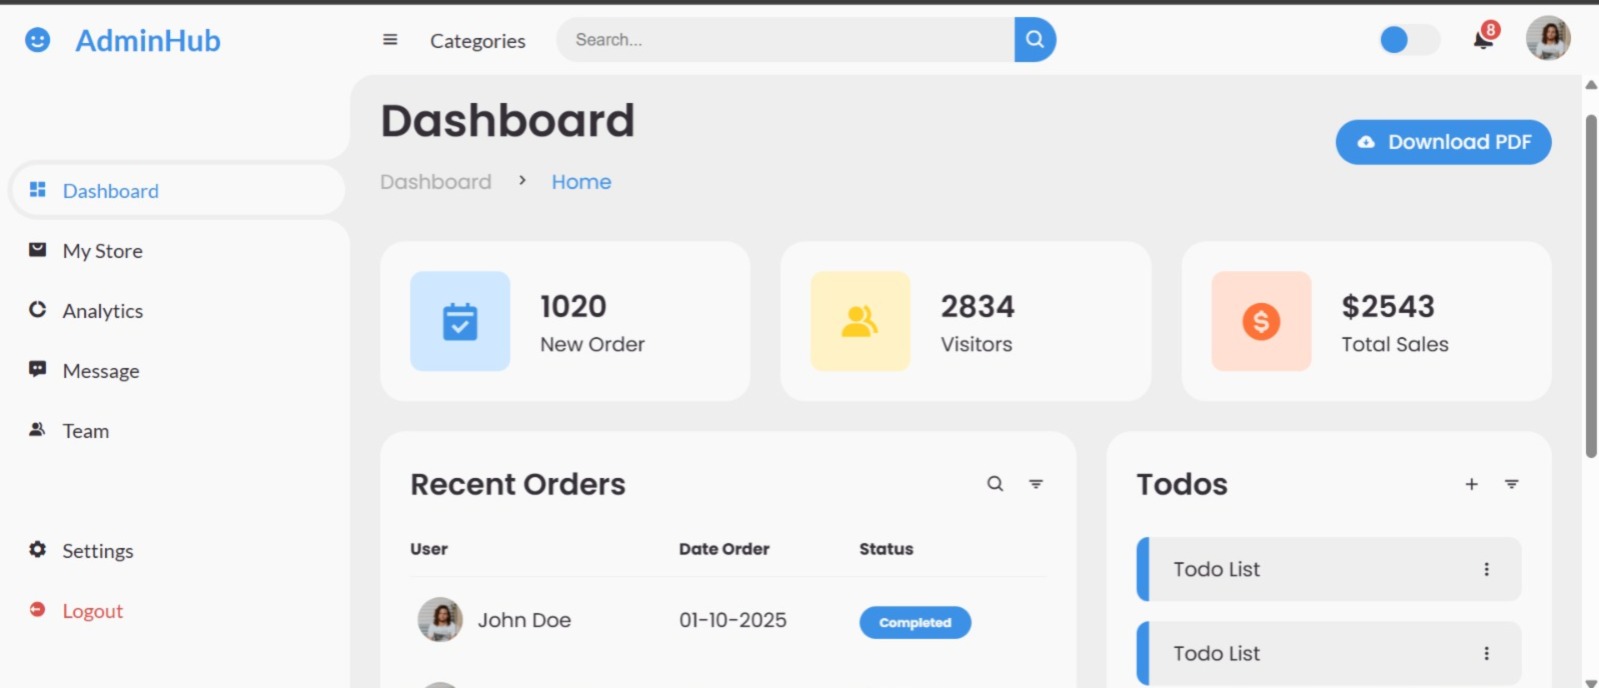 AdminHub
Categories
Search...
8
Dashboard
My Store
Analytics
Message
Team
Settings
Logout
Dashboard
Dashboard > Home
Download PDF
1020
New Order
2834
Visitors
$2543
Total Sales
Recent Orders
User Date Order Status
John Doe 01-10-2025 Completed
Todos
Todo List
Todo List